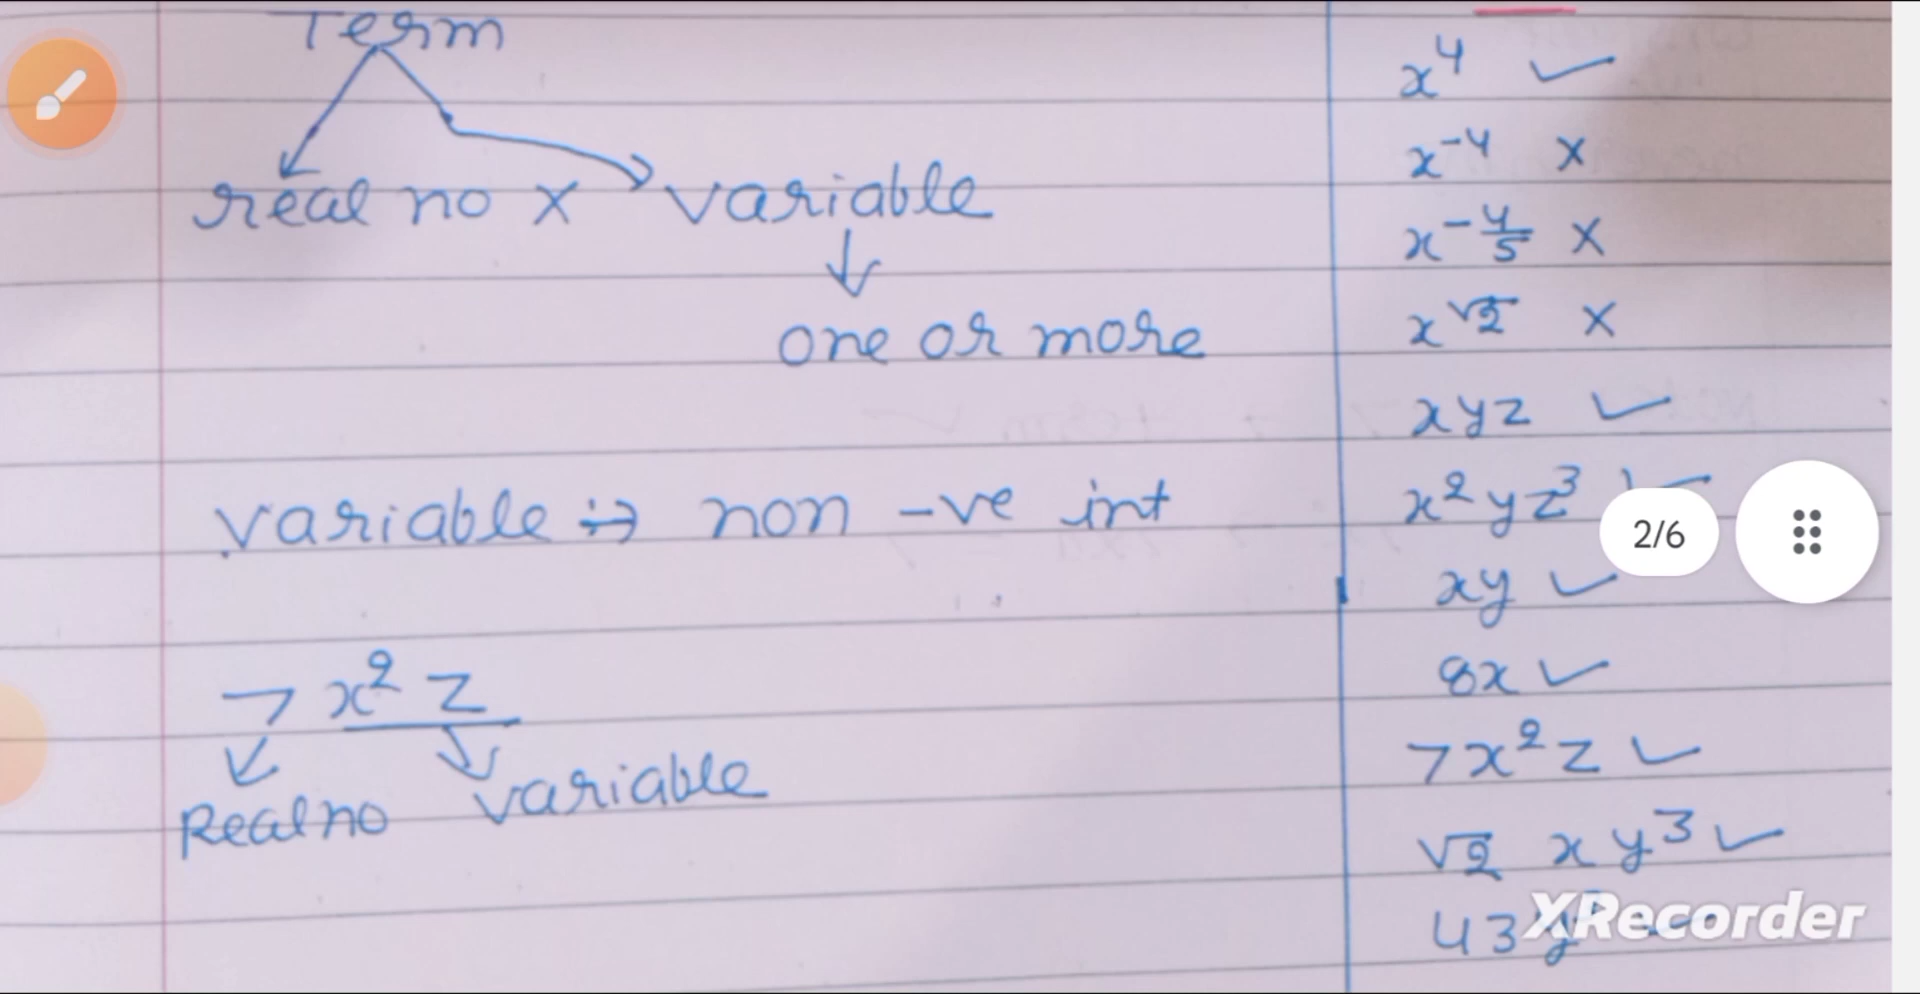 Term
real no × variable
one or more
variable ÷→ non -ve int
7 x² z
Real no variable
x⁴ ✓
x⁻⁴ ×
x^-4/5 ×
x^√2 ×
xyz ✓
x²yz³ ✓
xy ✓
8x ✓
7x²z ✓
√2 xy³ ✓
43y
2/6
XRecorder